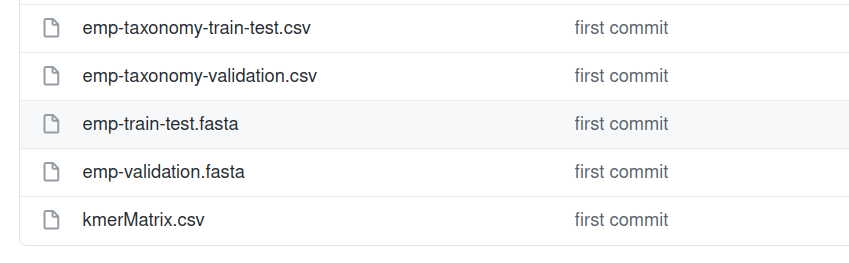 emp-taxonomy-train-test.csv first commit
emp-taxonomy-validation.csv first commit
emp-train-test.fasta first commit
emp-validation.fasta first commit
kmerMatrix.csv first commit